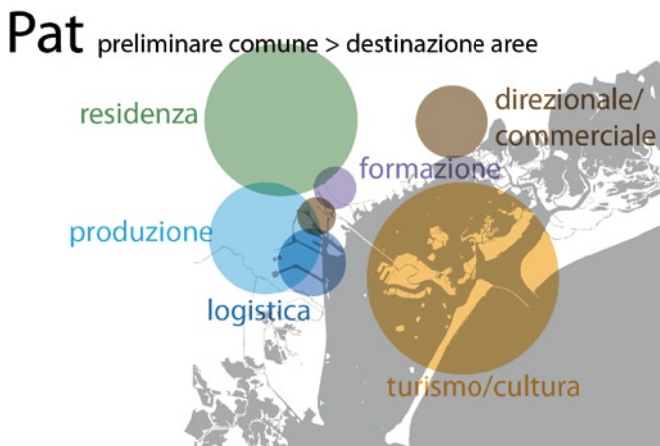 Pat preliminare comune > destinazione aree
residenza
direzionale/
commerciale
formazione
produzione
logistica
turismo/cultura